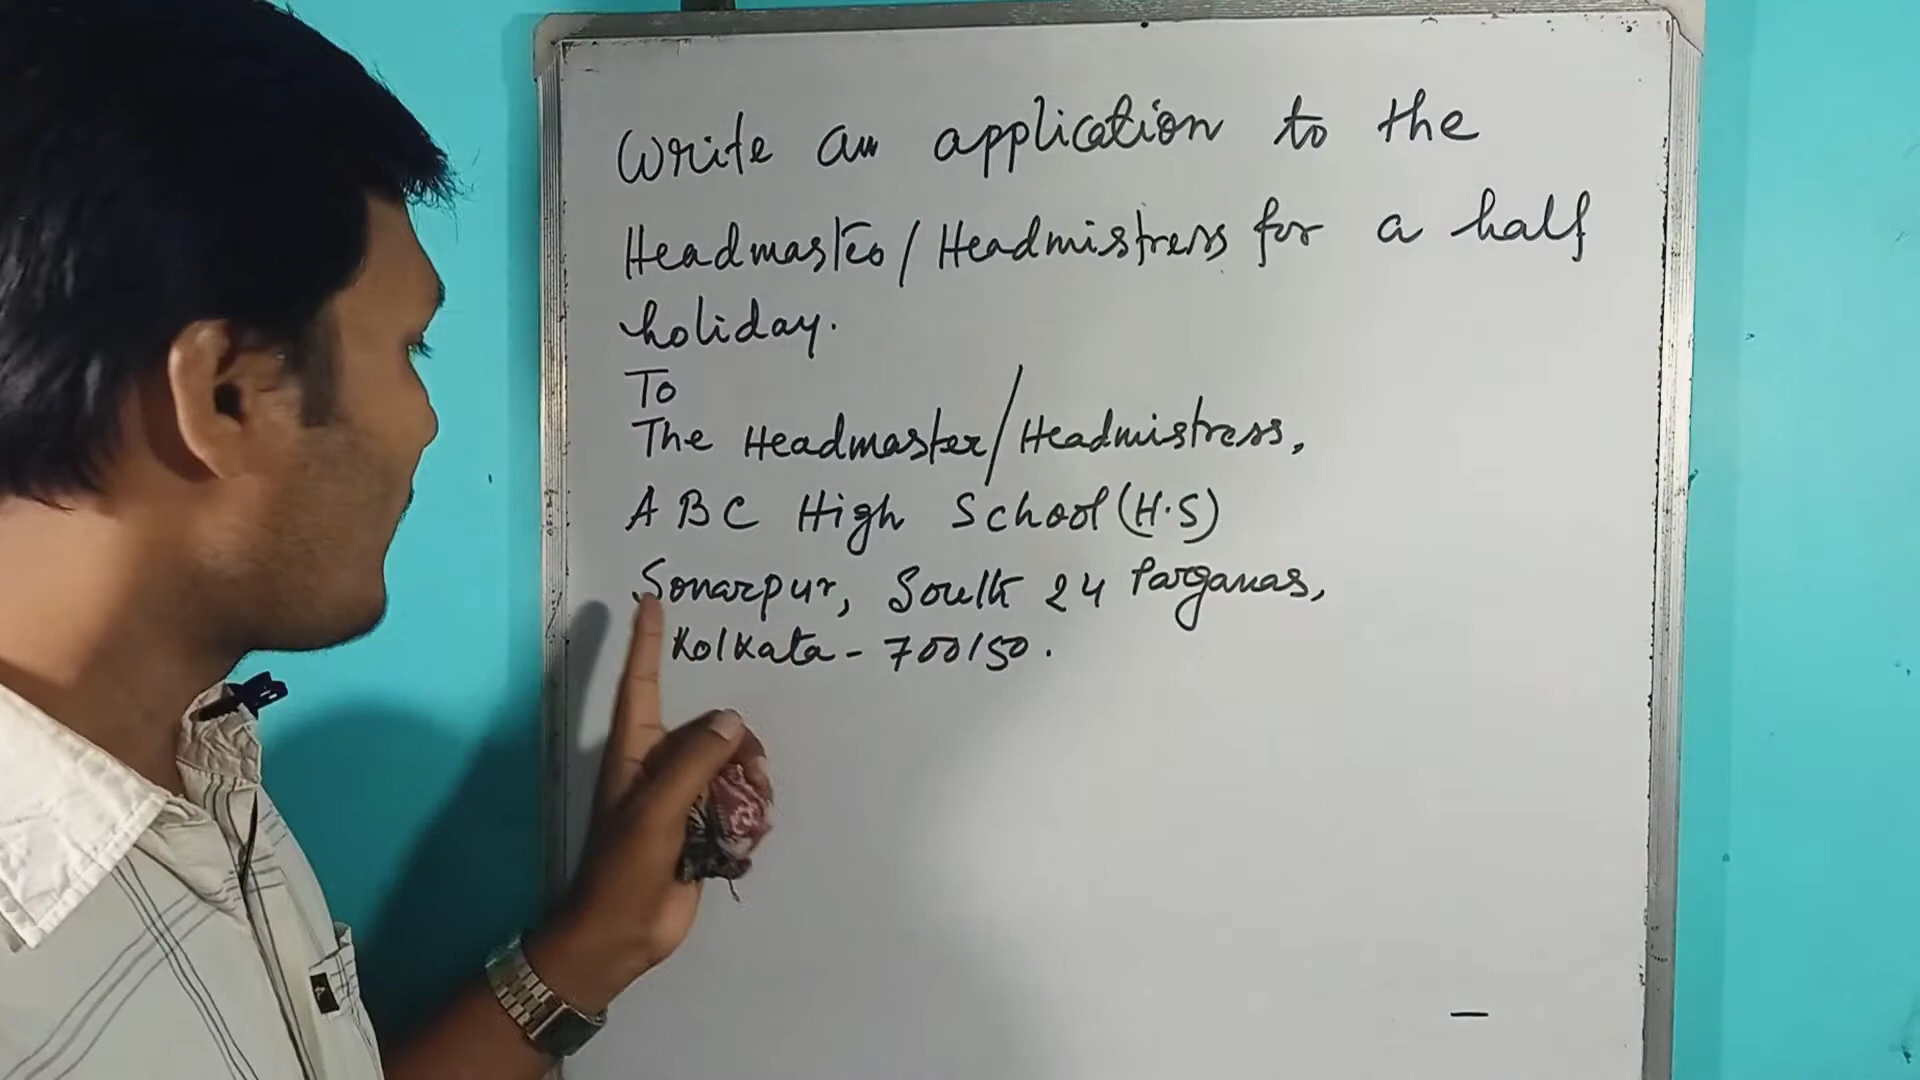 Write an application to the
Headmaster/Headmistress for a half
holiday.
To
The Headmaster/Headmistress,
A B C High School (H.S)
Sonarpur, South 24 Parganas,
Kolkata - 700150.